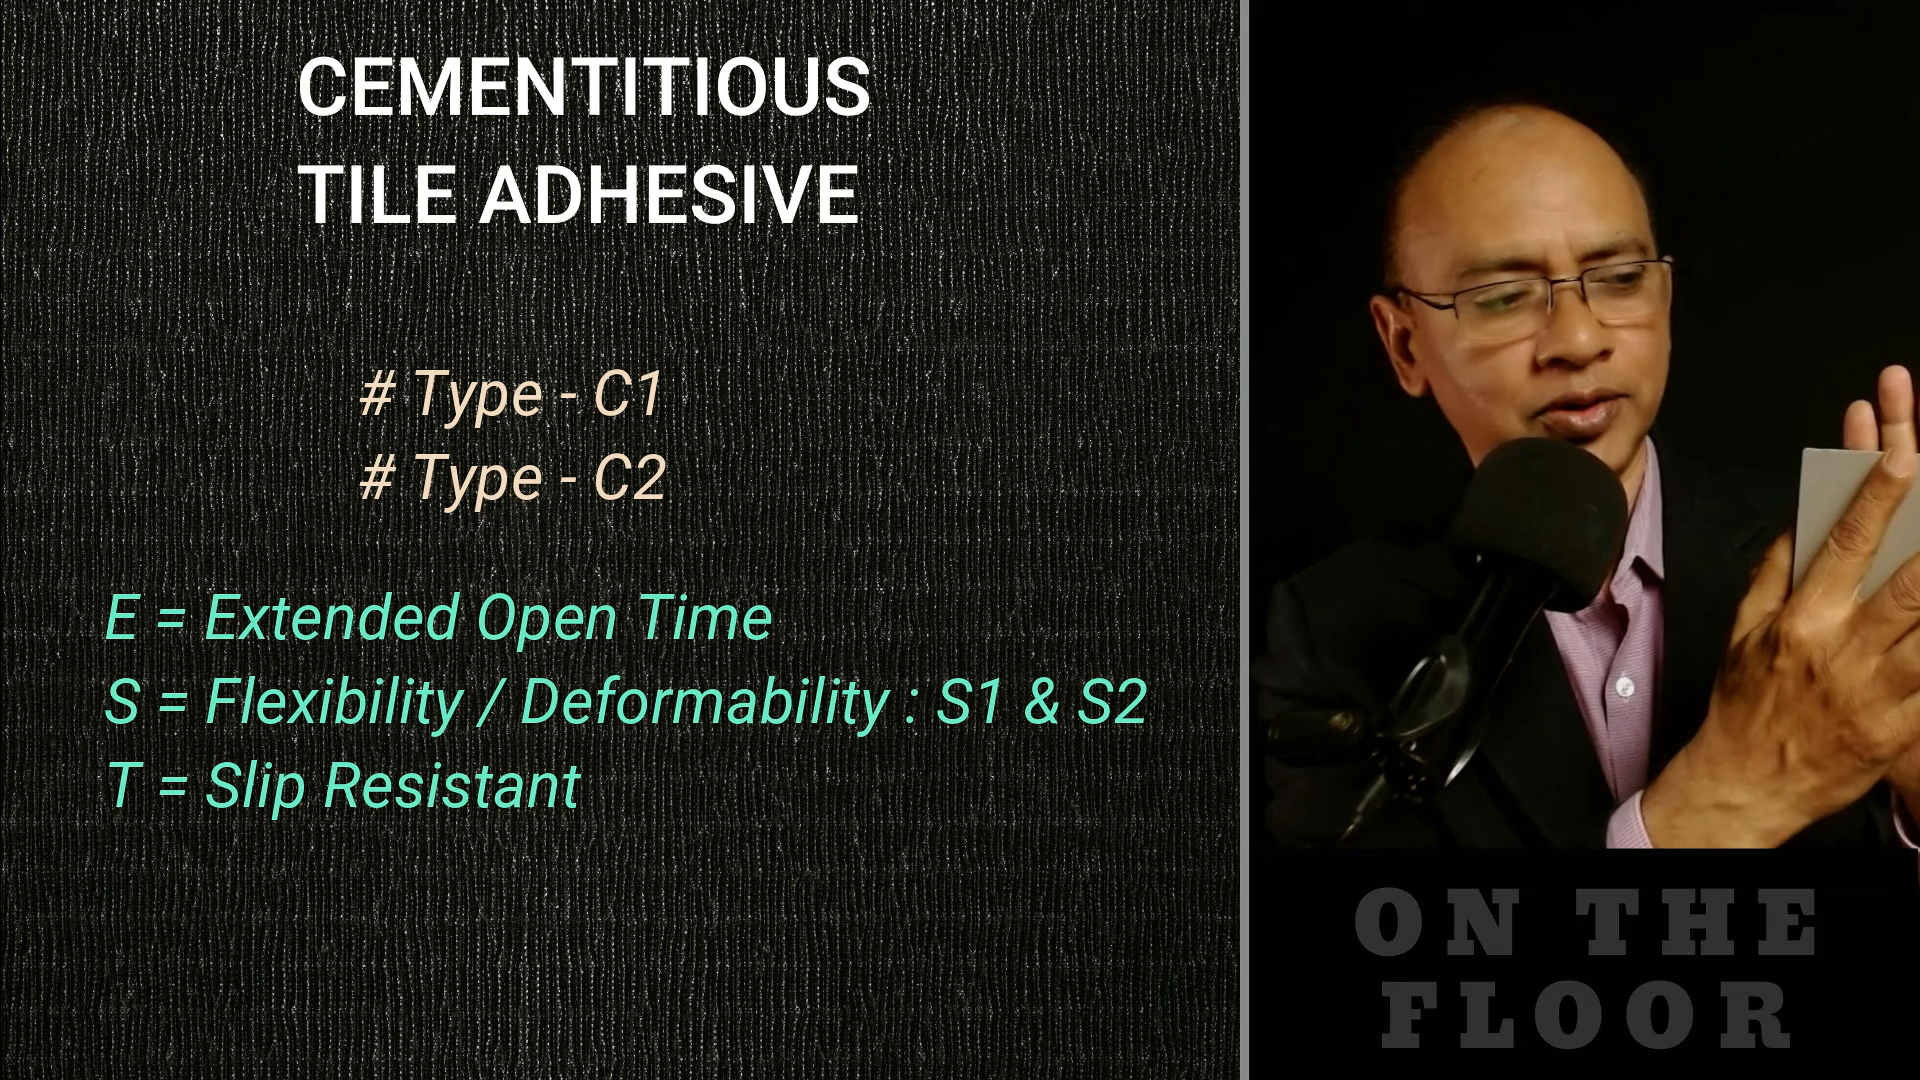 CEMENTITIOUS
TILE ADHESIVE
# Type - C1
# Type - C2
E = Extended Open Time
S = Flexibility / Deformability : S1 & S2
T = Slip Resistant
ON THE
FLOOR